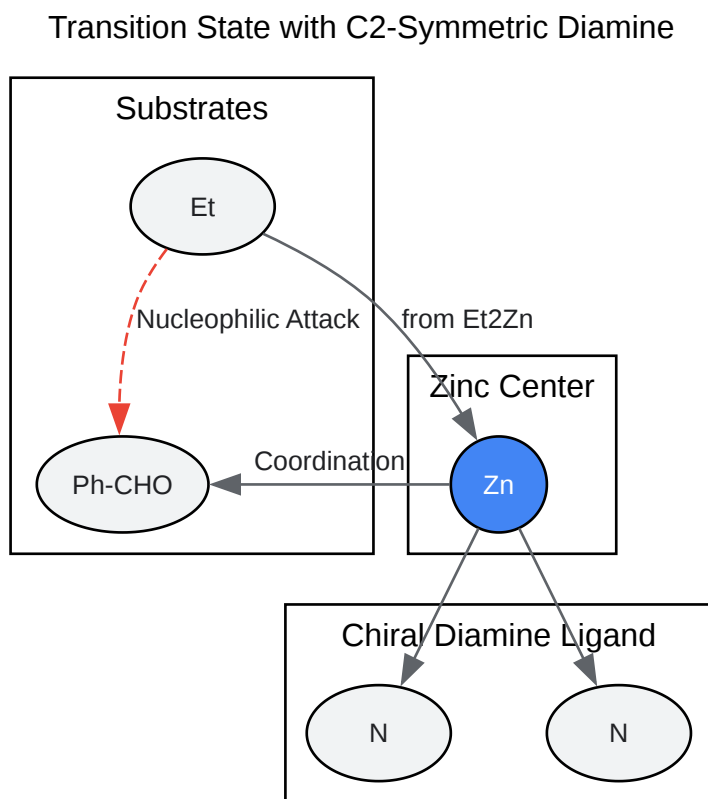 Transition State with C2-Symmetric Diamine
Substrates
Et
Nucleophilic Attack
from Et2Zn
Zinc Center
Ph-CHO
Coordination
Zn
Chiral Diamine Ligand
N
N